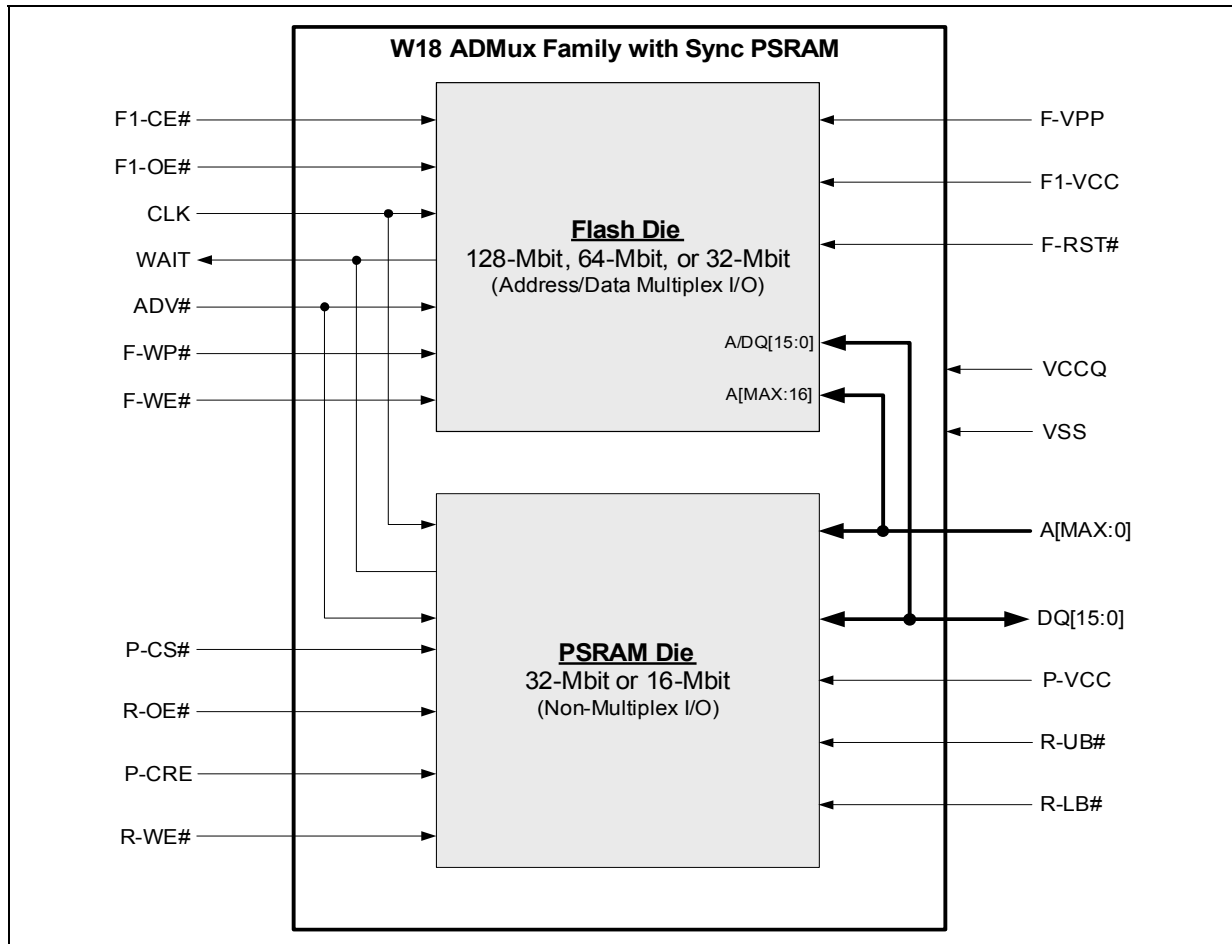 W18 ADMux Family with Sync PSRAM
F1-CE#
F1-OE#
CLK
WAIT
ADV#
F-WP#
F-WE#
Flash Die
128-Mbit, 64-Mbit, or 32-Mbit
(Address/Data Multiplex I/O)
A/DQ[15:0]
A[MAX:16]
F-VPP
F1-VCC
F-RST#
VCCQ
VSS
A[MAX:0]
DQ[15:0]
P-VCC
R-UB#
R-LB#
PSRAM Die
32-Mbit or 16-Mbit
(Non-Multiplex I/O)
P-CS#
R-OE#
P-CRE
R-WE#